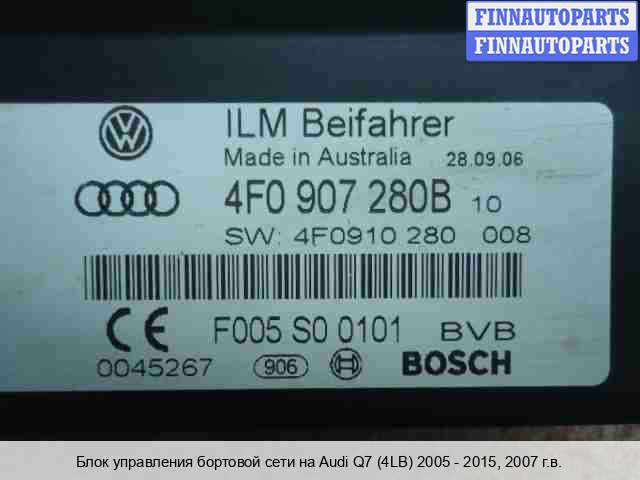 FINNAUTOPARTS
FINNAUTOPARTS
ILM Beifahrer
Made in Australia 28.09.06
4F0 907 280B 10
SW: 4F0910 280 008
CE F005 S0 0101 BVB
0045267 906 BOSCH
Блок управления бортовой сети на Audi Q7 (4LB) 2005 - 2015, 2007 г.в.